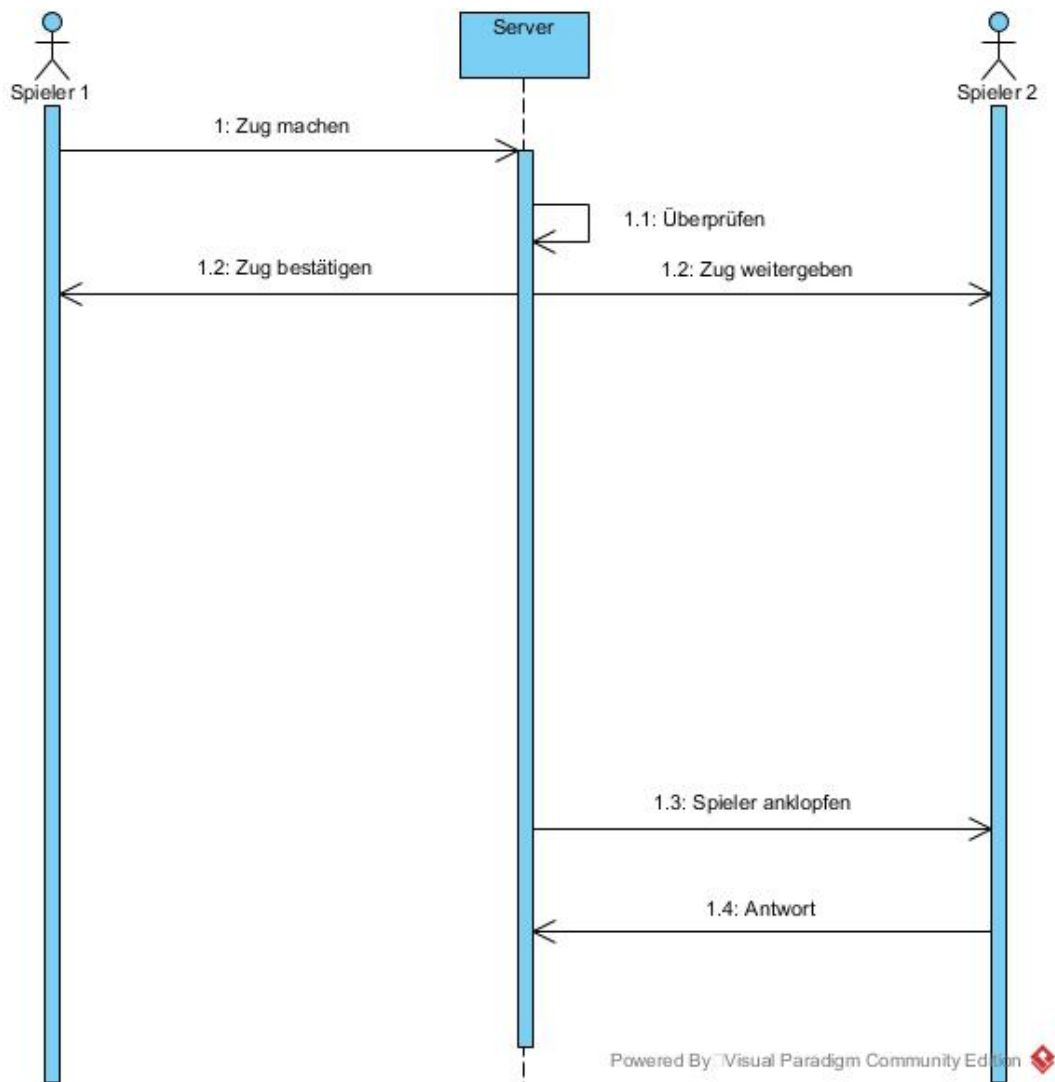 Server
Spieler 1
Spieler 2
1: Zug machen
1.1: Überprüfen
1.2: Zug bestätigen
1.2: Zug weitergeben
1.3: Spieler anklopfen
1.4: Antwort
Powered By Visual Paradigm Community Edition